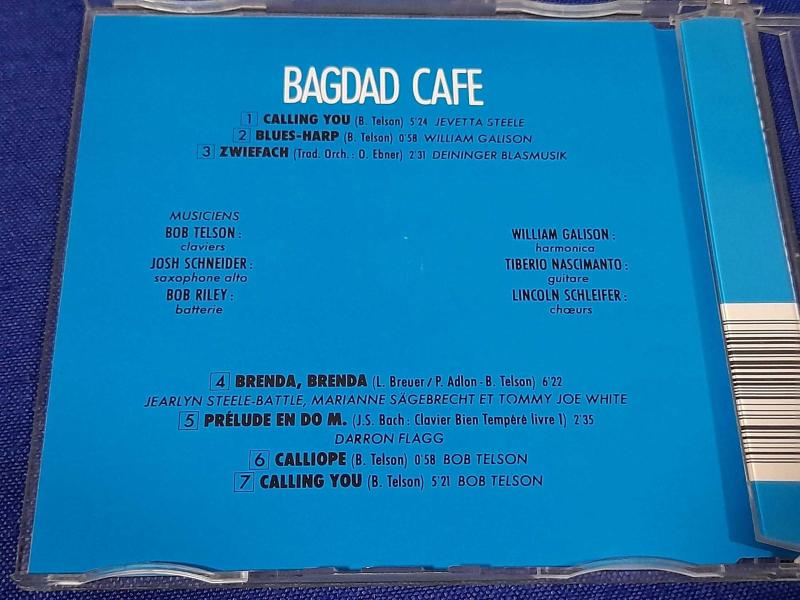 BAGDAD CAFE
1 CALLING YOU (B. Telson) 5'24 JEVETTA STEELE
2 BLUES-HARP (B. Telson) 0'58 WILLIAM GALISON
3 ZWIEFACH (Trad. Orch.: O. Ebner) 2'31 DEININGER BLASMUSIK
MUSICIENS
BOB TELSON:
claviers
JOSH SCHNEIDER:
saxophone alto
BOB RILEY:
batterie
WILLIAM GALISON:
harmonica
TIBERIO NASCIMANTO:
guitare
LINCOLN SCHLEIFER:
chœurs
4 BRENDA, BRENDA (L. Breuer/P. Adlon-B. Telson) 6'22
JEARLYN STEELE-BATTLE, MARIANNE SÄGEBRECHT ET TOMMY JOE WHITE
5 PRÉLUDE EN DO M. (J.S. Bach: Clavier Bien Tempéré livre 1) 2'35
DARRON FLAGG
6 CALLIOPE (B. Telson) 0'58 BOB TELSON
7 CALLING YOU (B. Telson) 5'21 BOB TELSON